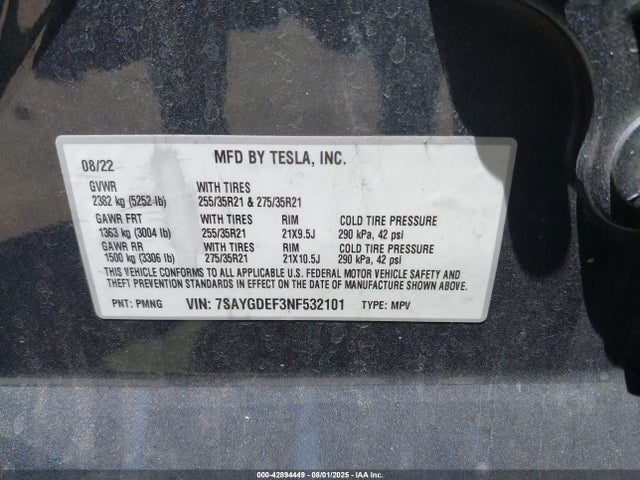 08/22 MFD BY TESLA, INC.
GVWR WITH TIRES
2382 kg (5252 lb) 255/35R21 & 275/35R21
GAWR FRT WITH TIRES RIM COLD TIRE PRESSURE
1363 kg (3004 lb) 255/35R21 21X9.5J 290 kPa, 42 psi
GAWR RR WITH TIRES RIM COLD TIRE PRESSURE
1500 kg (3306 lb) 275/35R21 21X10.5J 290 kPa, 42 psi
THIS VEHICLE CONFORMS TO ALL APPLICABLE U.S. FEDERAL MOTOR VEHICLE SAFETY AND
THEFT PREVENTION STANDARDS IN EFFECT ON THE DATE OF MANUFACTURE SHOWN ABOVE.
PNT: PMNG VIN: 7SAYGDEF3NF532101 TYPE: MPV
000-42894449 - 08/01/2025 - IAA Inc.